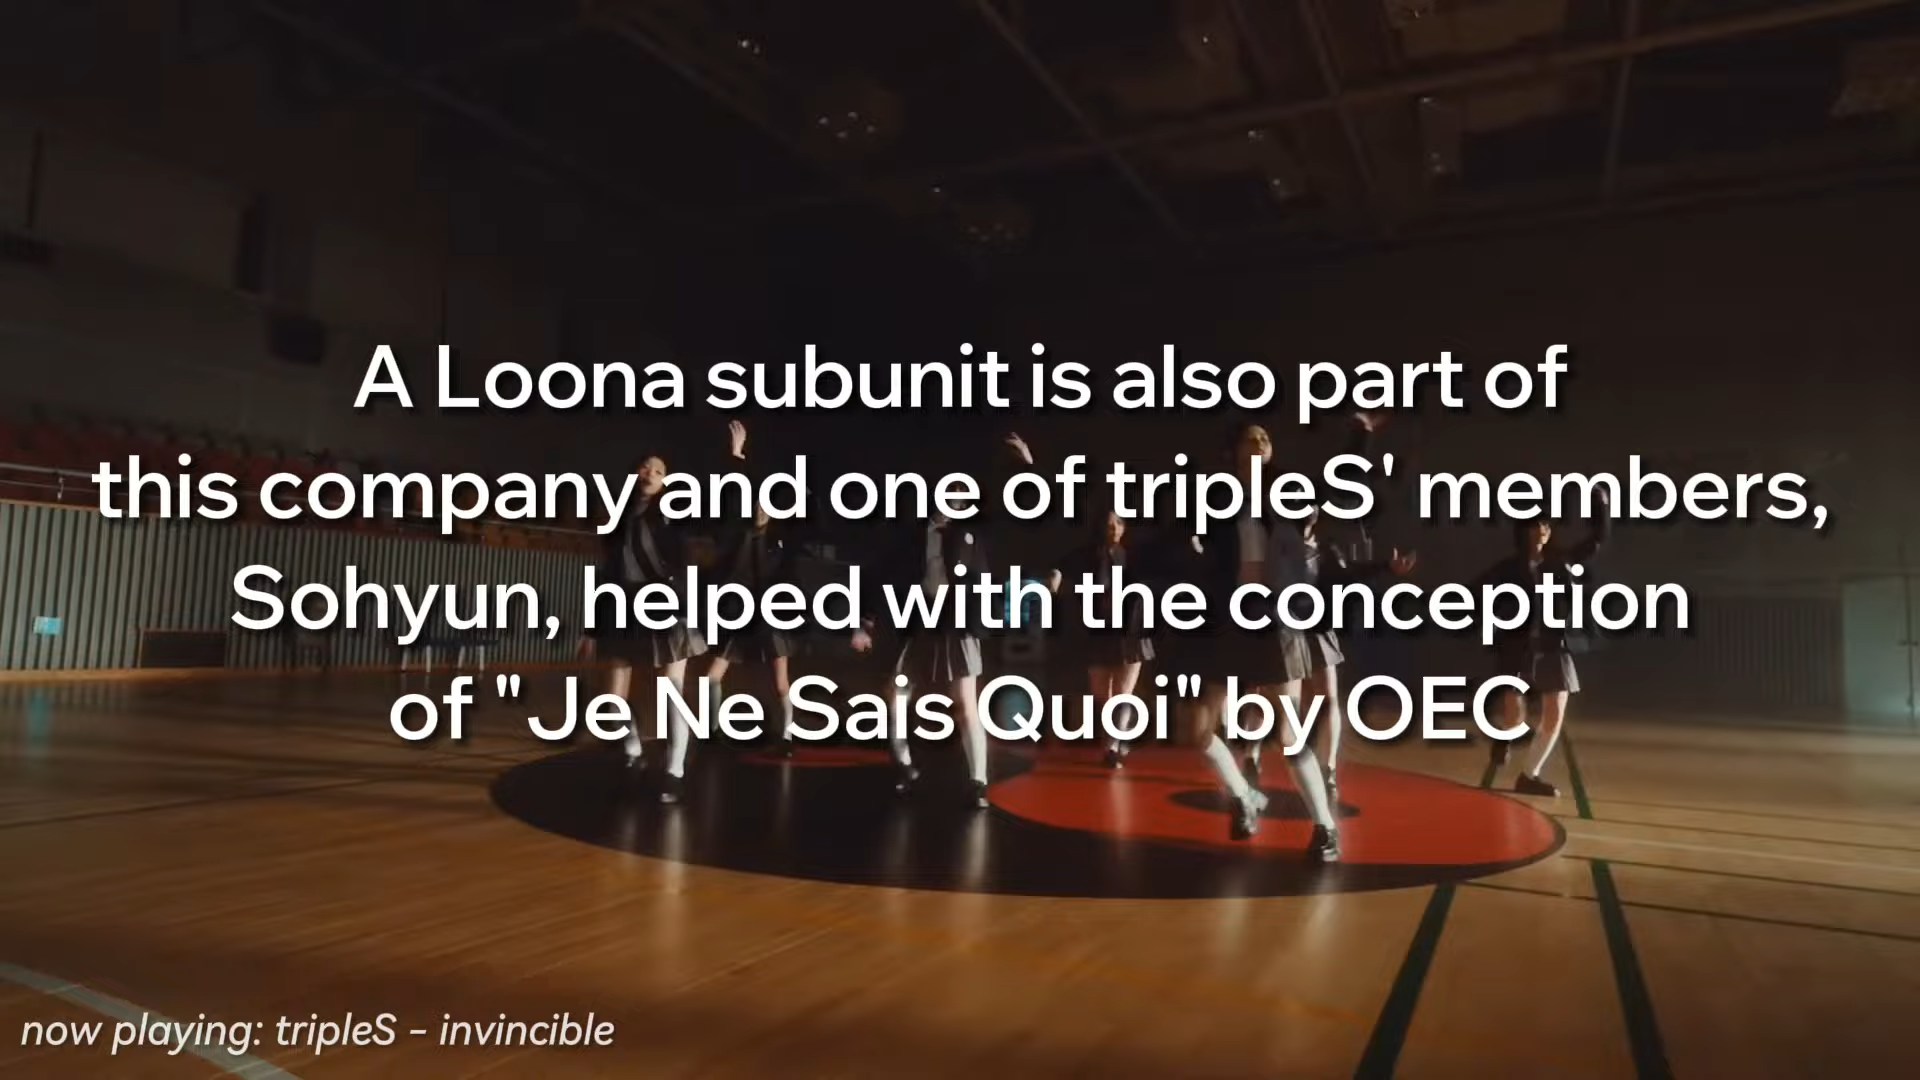 A Loona subunit is also part of
this company and one of tripleS' members,
Sohyun, helped with the conception
of "Je Ne Sais Quoi" by OEC
now playing: tripleS - invincible